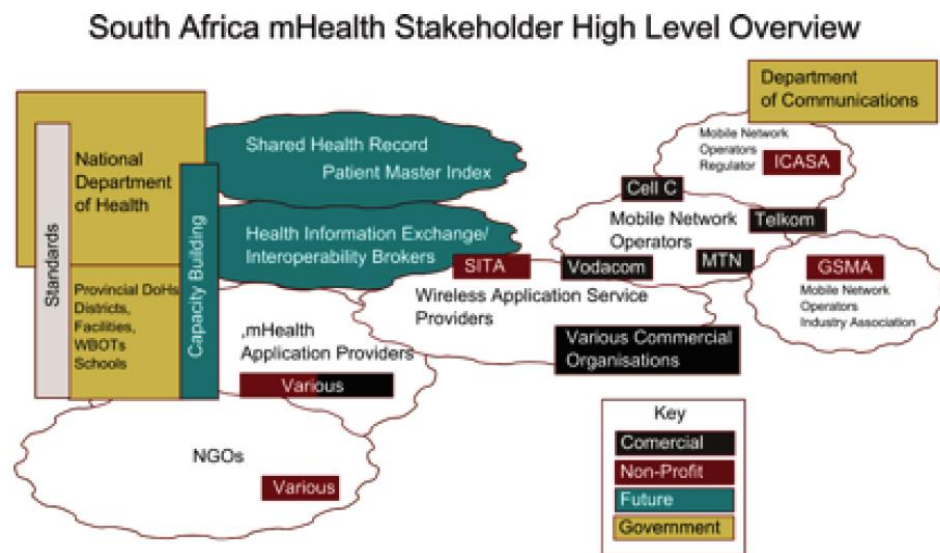 South Africa mHealth Stakeholder High Level Overview
Department
of Communications
Standards
National
Department
of Health
Capacity Building
Shared Health Record
Patient Master Index
Mobile Network
Operators
Regulator
ICASA
Cell C
Telkom
Health Information Exchange/
Interoperability Brokers
Mobile Network
Operators
SITA
Vodacom
MTN
GSMA
Mobile Network
Operators
Industry Association
Provincial DoHs
Districts,
Facilities,
WBOTs
Schools
Wireless Application Service
Providers
,mHealth
Application Providers
Various
Various Commercial
Organisations
NGOs
Various
Key
Comercial
Non-Profit
Future
Government